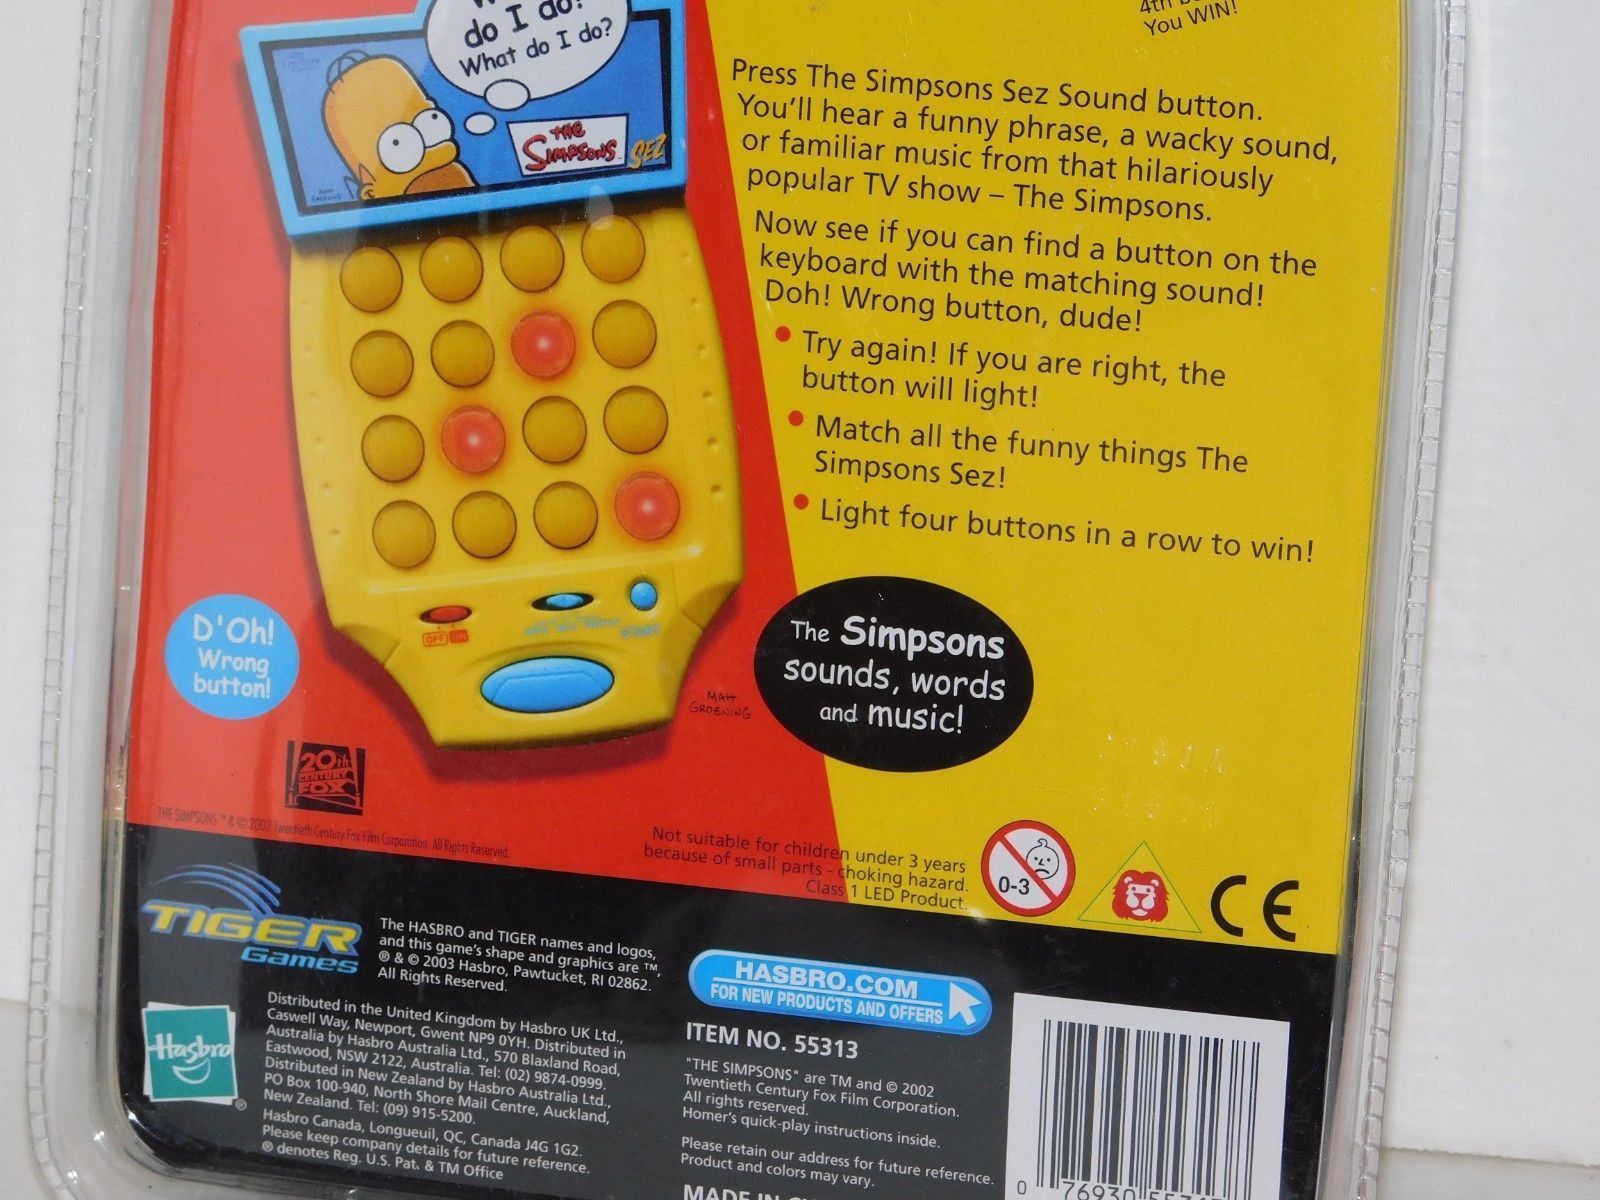 do I do?
What do I do?
THE
SIMPSONS
SEZ
MATT
GROENING
4th
You WIN!
Press The Simpsons Sez Sound button.
You'll hear a funny phrase, a wacky sound,
or familiar music from that hilariously
popular TV show – The Simpsons.
Now see if you can find a button on the
keyboard with the matching sound!
Doh! Wrong button, dude!
• Try again! If you are right, the
button will light!
• Match all the funny things The
Simpsons Sez!
• Light four buttons in a row to win!
OFF ON
D'Oh!
Wrong
button!
MATT
GROENING
The Simpsons
sounds, words
and music!
20th
CENTURY
FOX
THE SIMPSONS ™ & © 2002 Twentieth Century Fox Film Corporation. All Rights Reserved.
Not suitable for children under 3 years
because of small parts - choking hazard.
Class 1 LED Product.
0-3
CE
TIGER
Games
The HASBRO and TIGER names and logos,
and this game's shape and graphics are ™,
® & © 2003 Hasbro, Pawtucket, RI 02862.
All Rights Reserved.
Hasbro
®
Distributed in the United Kingdom by Hasbro UK Ltd.,
Caswell Way, Newport, Gwent NP9 0YH. Distributed in
Australia by Hasbro Australia Ltd., 570 Blaxland Road,
Eastwood, NSW 2122, Australia. Tel: (02) 9874-0999.
Distributed in New Zealand by Hasbro Australia Ltd.,
PO Box 100-940, North Shore Mail Centre, Auckland,
New Zealand. Tel: (09) 915-5200.
Hasbro Canada, Longueuil, QC, Canada J4G 1G2.
Please keep company details for future reference.
® denotes Reg. U.S. Pat. & TM Office
HASBRO.COM
FOR NEW PRODUCTS AND OFFERS
ITEM NO. 55313
"THE SIMPSONS" are TM and © 2002
Twentieth Century Fox Film Corporation.
All rights reserved.
Homer's quick-play instructions inside.
Please retain our address for future reference.
Product and colors may vary.
MADE IN
0 76930